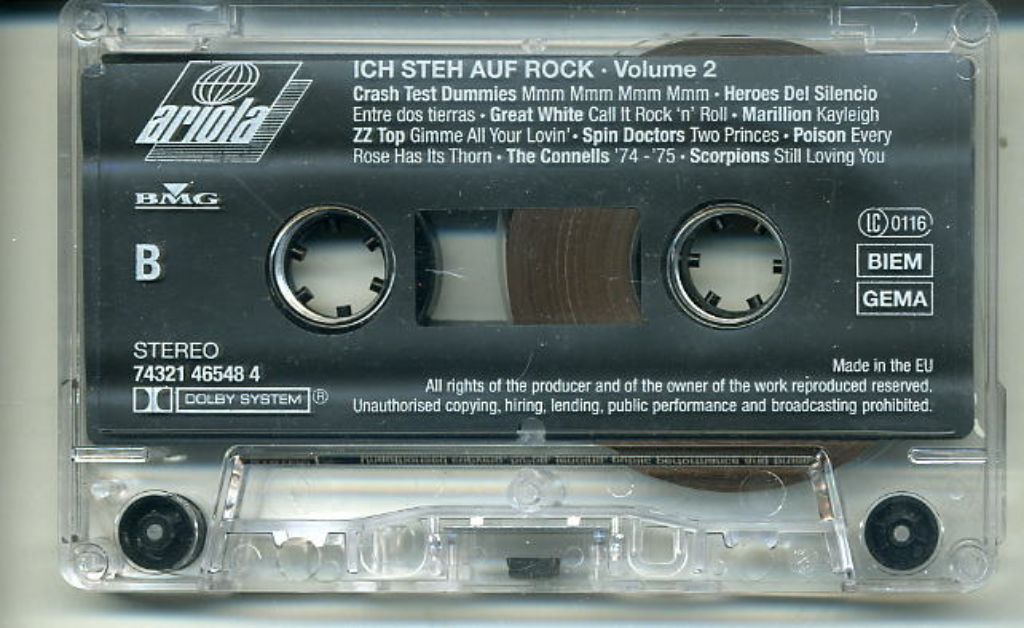 ariola
ICH STEH AUF ROCK · Volume 2
Crash Test Dummies Mmm Mmm Mmm Mmm · Heroes Del Silencio
Entre dos tierras · Great White Call It Rock 'n' Roll · Marillion Kayleigh
ZZ Top Gimme All Your Lovin' · Spin Doctors Two Princes · Poison Every
Rose Has Its Thorn · The Connells '74 - '75 · Scorpions Still Loving You
BMG
B
LC 0116
BIEM
GEMA
STEREO
74321 46548 4
DOLBY SYSTEM ®
Made in the EU
All rights of the producer and of the owner of the work reproduced reserved.
Unauthorised copying, hiring, lending, public performance and broadcasting prohibited.